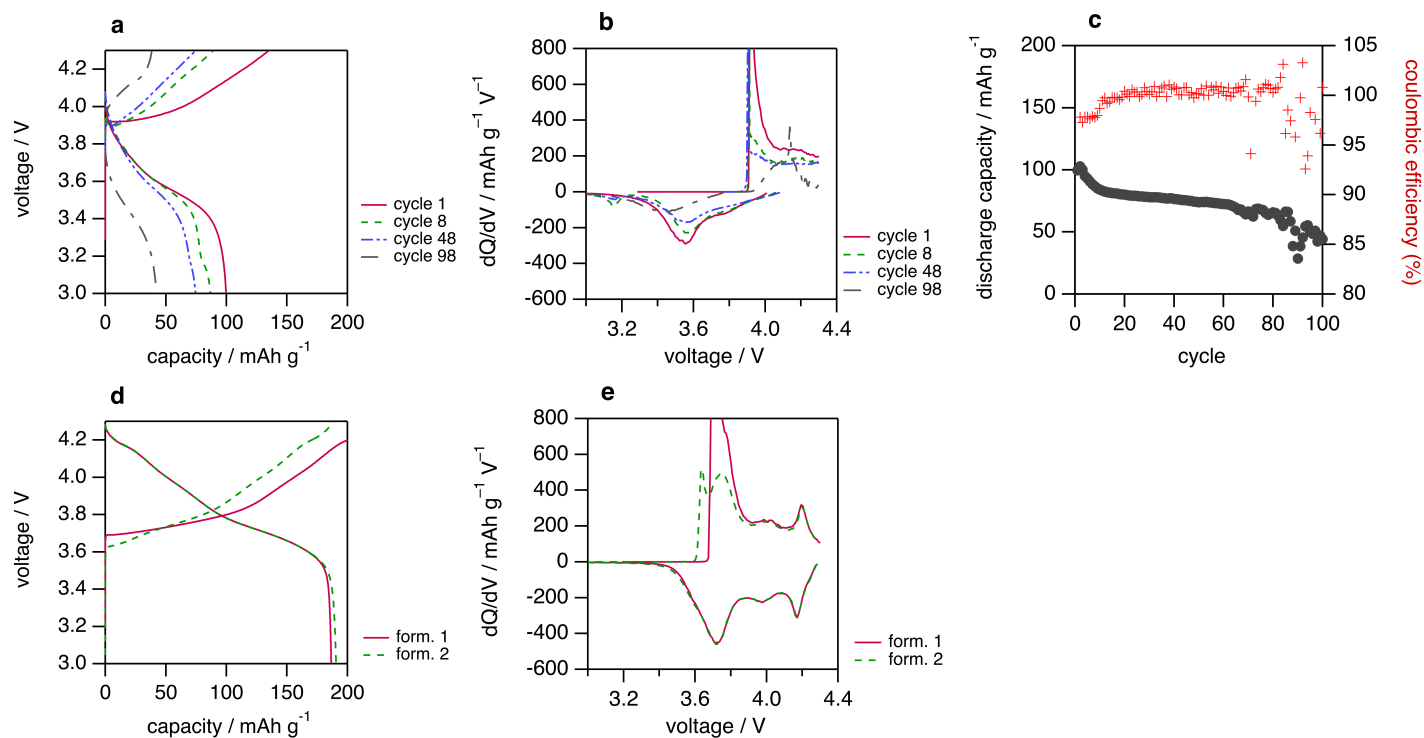 a
voltage / V
4.2
4.0
3.8
3.6
3.4
3.2
3.0
0 50 100 150 200
capacity / mAh g⁻¹
cycle 1
cycle 8
cycle 48
cycle 98
b
dQ/dV / mAh g⁻¹ V⁻¹
800
600
400
200
0
-200
-400
-600
3.2 3.6 4.0 4.4
voltage / V
cycle 1
cycle 8
cycle 48
cycle 98
c
discharge capacity / mAh g⁻¹
200
150
100
50
0
105
100
95
90
85
80
coulombic efficiency (%)
0 20 40 60 80 100
cycle
d
voltage / V
4.2
4.0
3.8
3.6
3.4
3.2
3.0
0 50 100 150 200
capacity / mAh g⁻¹
form. 1
form. 2
e
dQ/dV / mAh g⁻¹ V⁻¹
800
600
400
200
0
-200
-400
-600
3.2 3.6 4.0 4.4
voltage / V
form. 1
form. 2